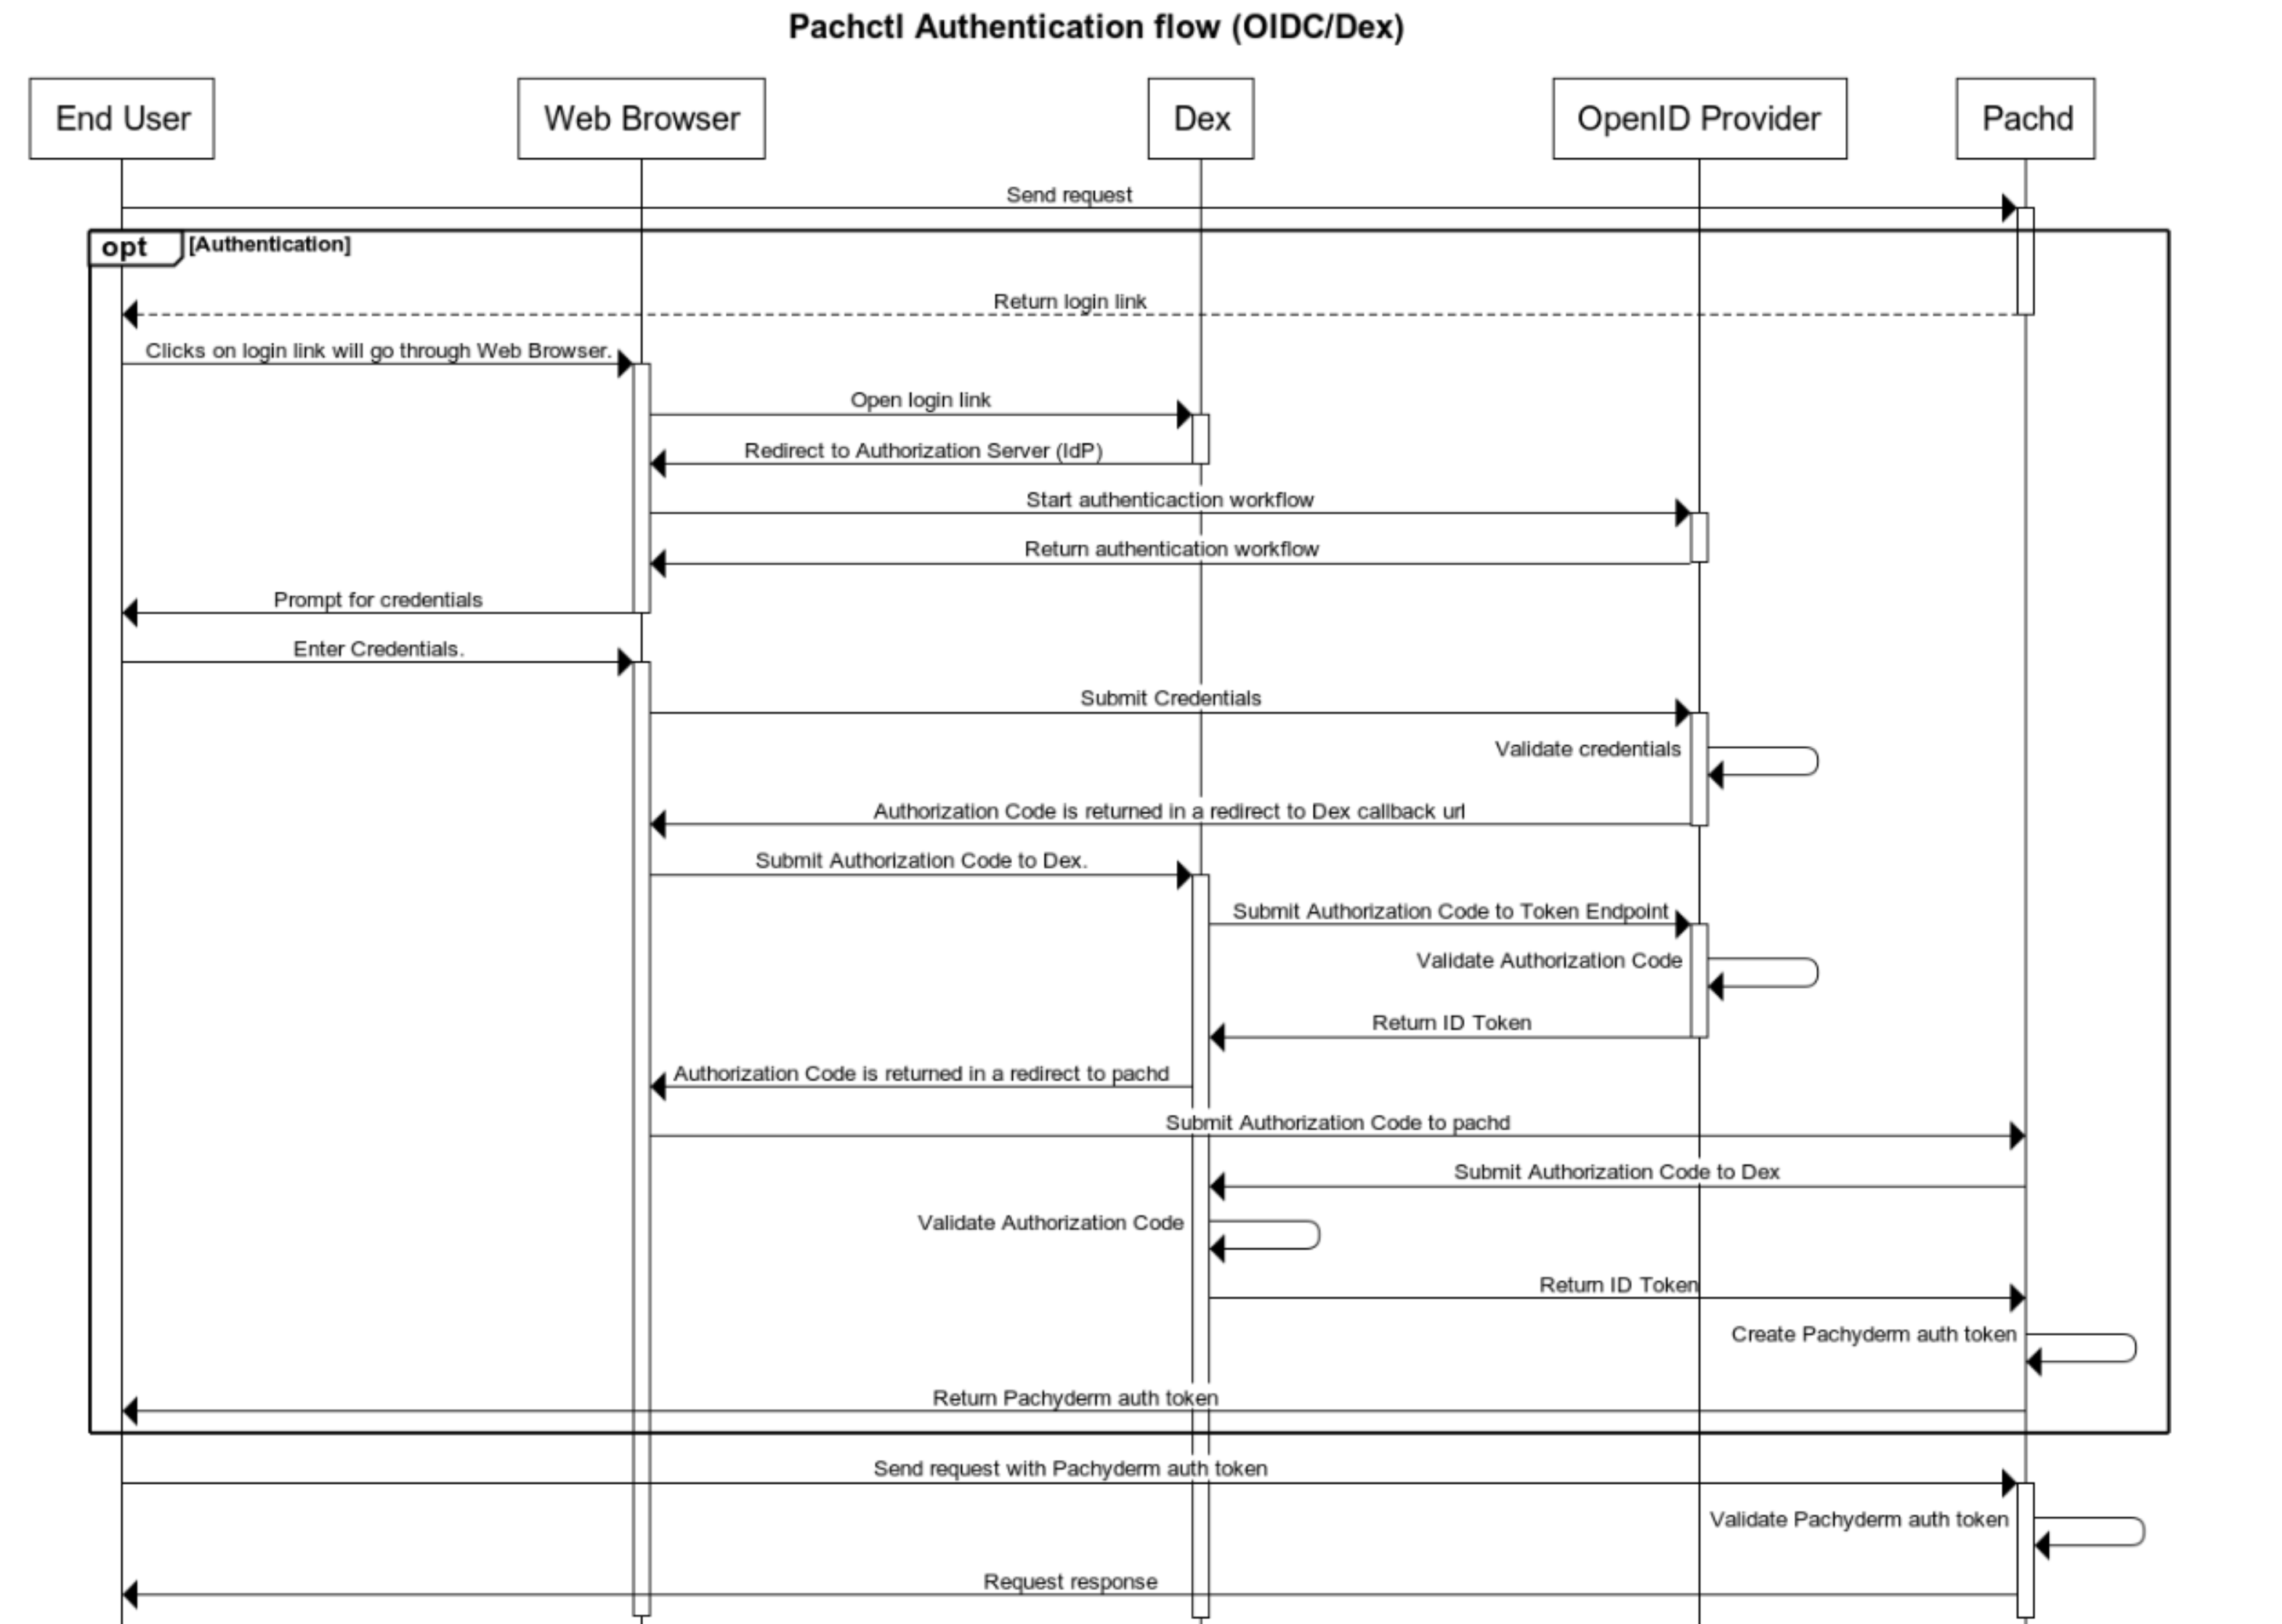 Pachctl Authentication flow (OIDC/Dex)
End User
Web Browser
Dex
OpenID Provider
Pachd
Send request
opt
[Authentication]
Return login link
Clicks on login link will go through Web Browser.
Open login link
Redirect to Authorization Server (IdP)
Start authenticaction workflow
Return authentication workflow
Prompt for credentials
Enter Credentials.
Submit Credentials
Validate credentials
Authorization Code is returned in a redirect to Dex callback url
Submit Authorization Code to Dex.
Submit Authorization Code to Token Endpoint
Validate Authorization Code
Return ID Token
Authorization Code is returned in a redirect to pachd
Submit Authorization Code to pachd
Submit Authorization Code to Dex
Validate Authorization Code
Return ID Token
Create Pachyderm auth token
Return Pachyderm auth token
Send request with Pachyderm auth token
Validate Pachyderm auth token
Request response